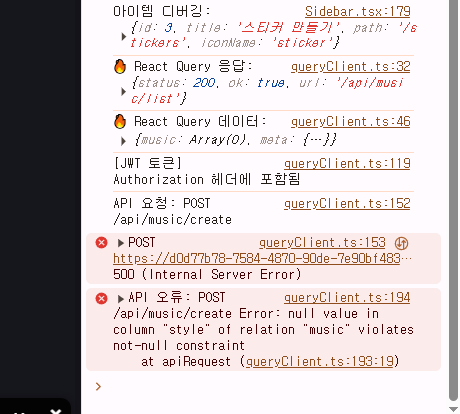 아이템 디버깅: Sidebar.tsx:179
▶ {id: 3, title: '스티커 만들기', path: '/s
tickers', iconName: 'sticker'}
🔥 React Query 응답: queryClient.ts:32
▶ {status: 200, ok: true, url: '/api/musi
c/list'}
🔥 React Query 데이터: queryClient.ts:46
▶ {music: Array(0), meta: {…}}
[JWT 토큰] queryClient.ts:119
Authorization 헤더에 포함됨
API 요청: POST queryClient.ts:152
/api/music/create
▶ POST queryClient.ts:153
https://d0d77b78-7584-4870-90de-7e90bf483…
500 (Internal Server Error)
▶ API 오류: POST queryClient.ts:194
/api/music/create Error: null value in
column "style" of relation "music" violates
not-null constraint
at apiRequest (queryClient.ts:193:19)
>